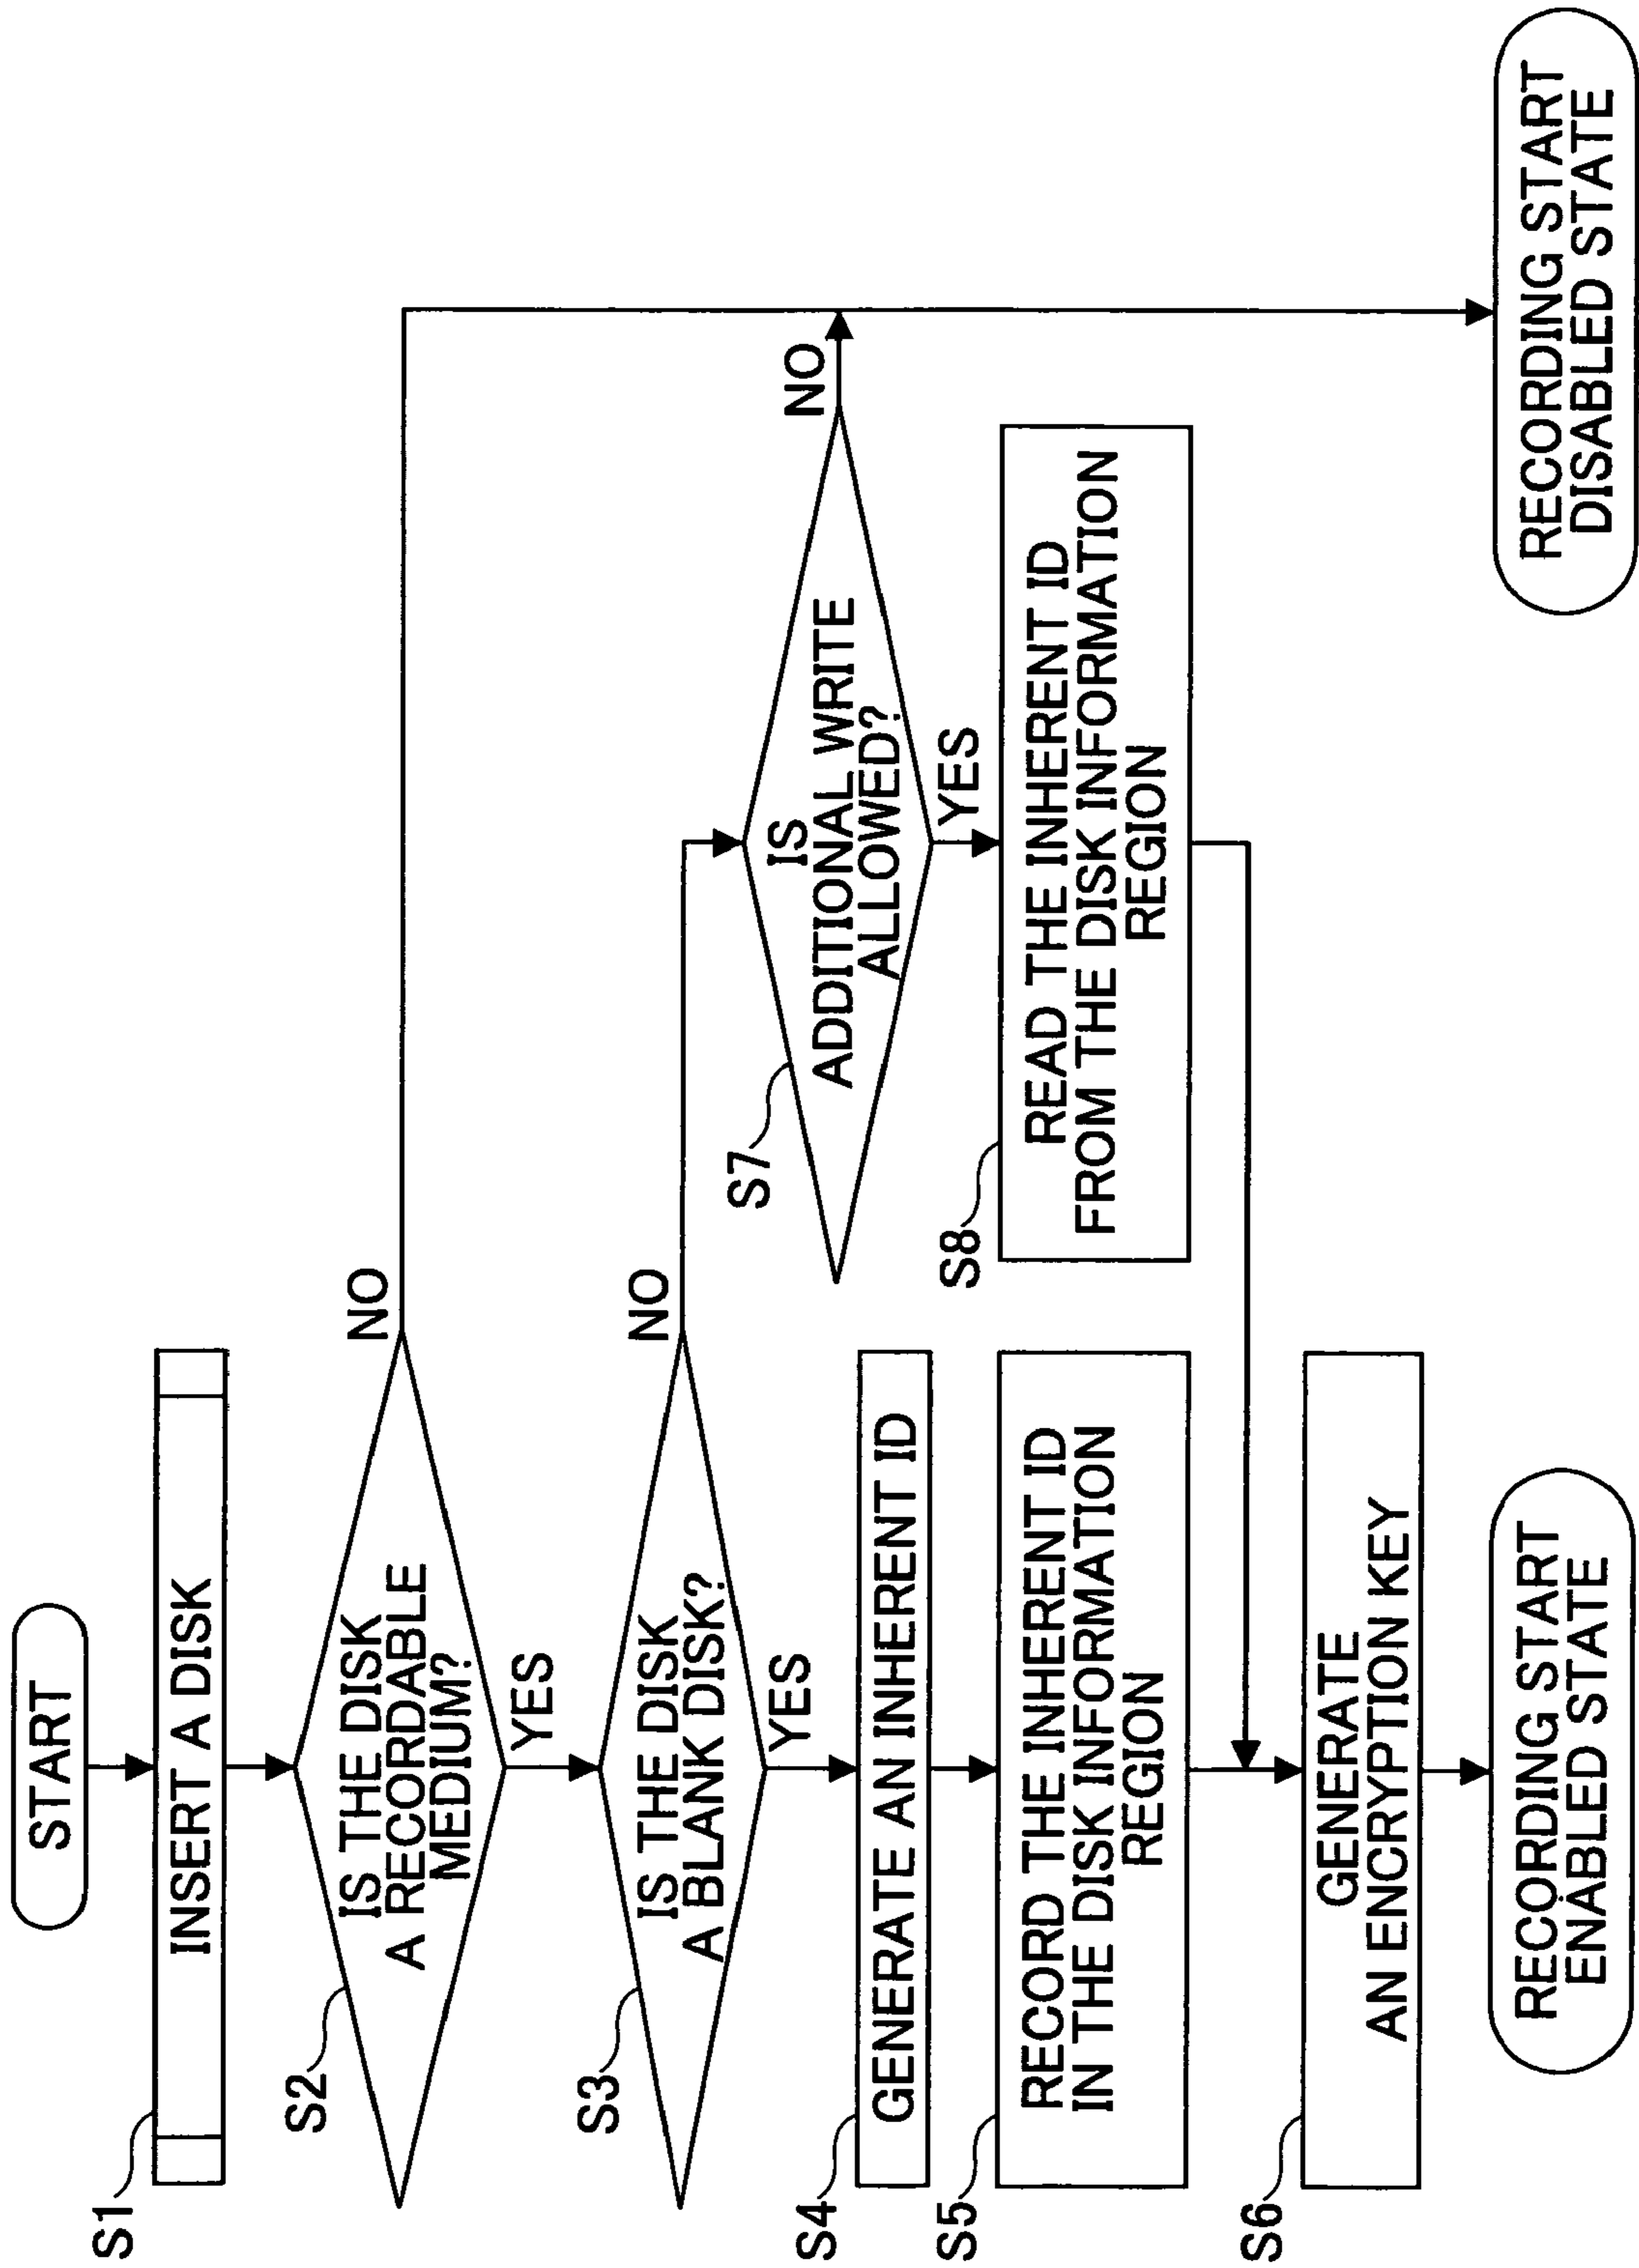 START
S1
INSERT A DISK
S2
IS THE DISK
A RECORDABLE
MEDIUM?
NO
YES
S3
IS THE DISK
A BLANK DISK?
NO
YES
S7
IS
ADDITIONAL WRITE
ALLOWED?
NO
YES
S4
GENERATE AN INHERENT ID
S5
RECORD THE INHERENT ID
IN THE DISK INFORMATION
REGION
S8
READ THE INHERENT ID
FROM THE DISK INFORMATION
REGION
S6
GENERATE
AN ENCRYPTION KEY
RECORDING START
ENABLED STATE
RECORDING START
DISABLED STATE